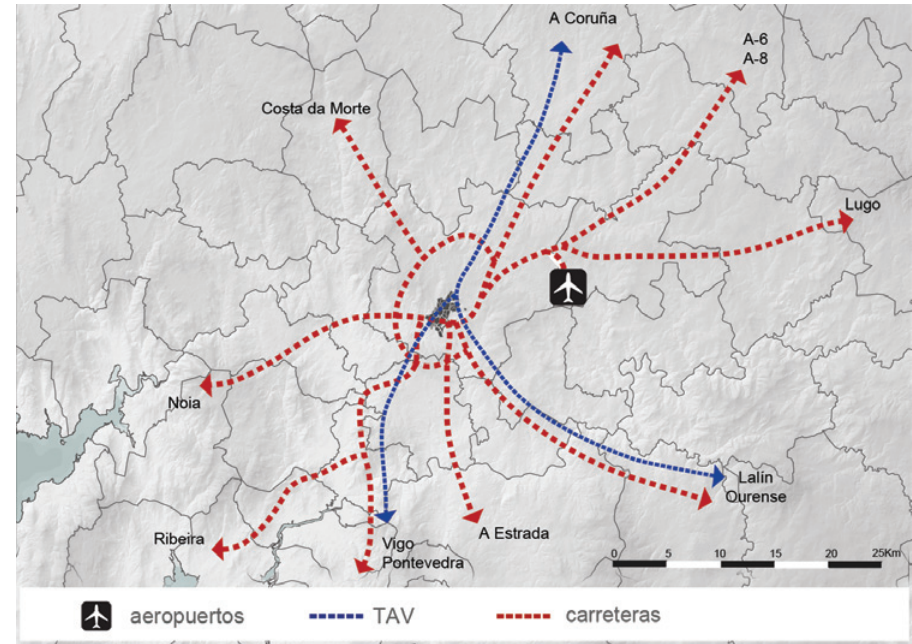 A Coruña
A-6
A-8
Costa da Morte
Lugo
Noia
Lalín
Ourense
Ribeira
A Estrada
Vigo
Pontevedra
0 5 10 15 20 25Km
aeropuertos
TAV
carreteras